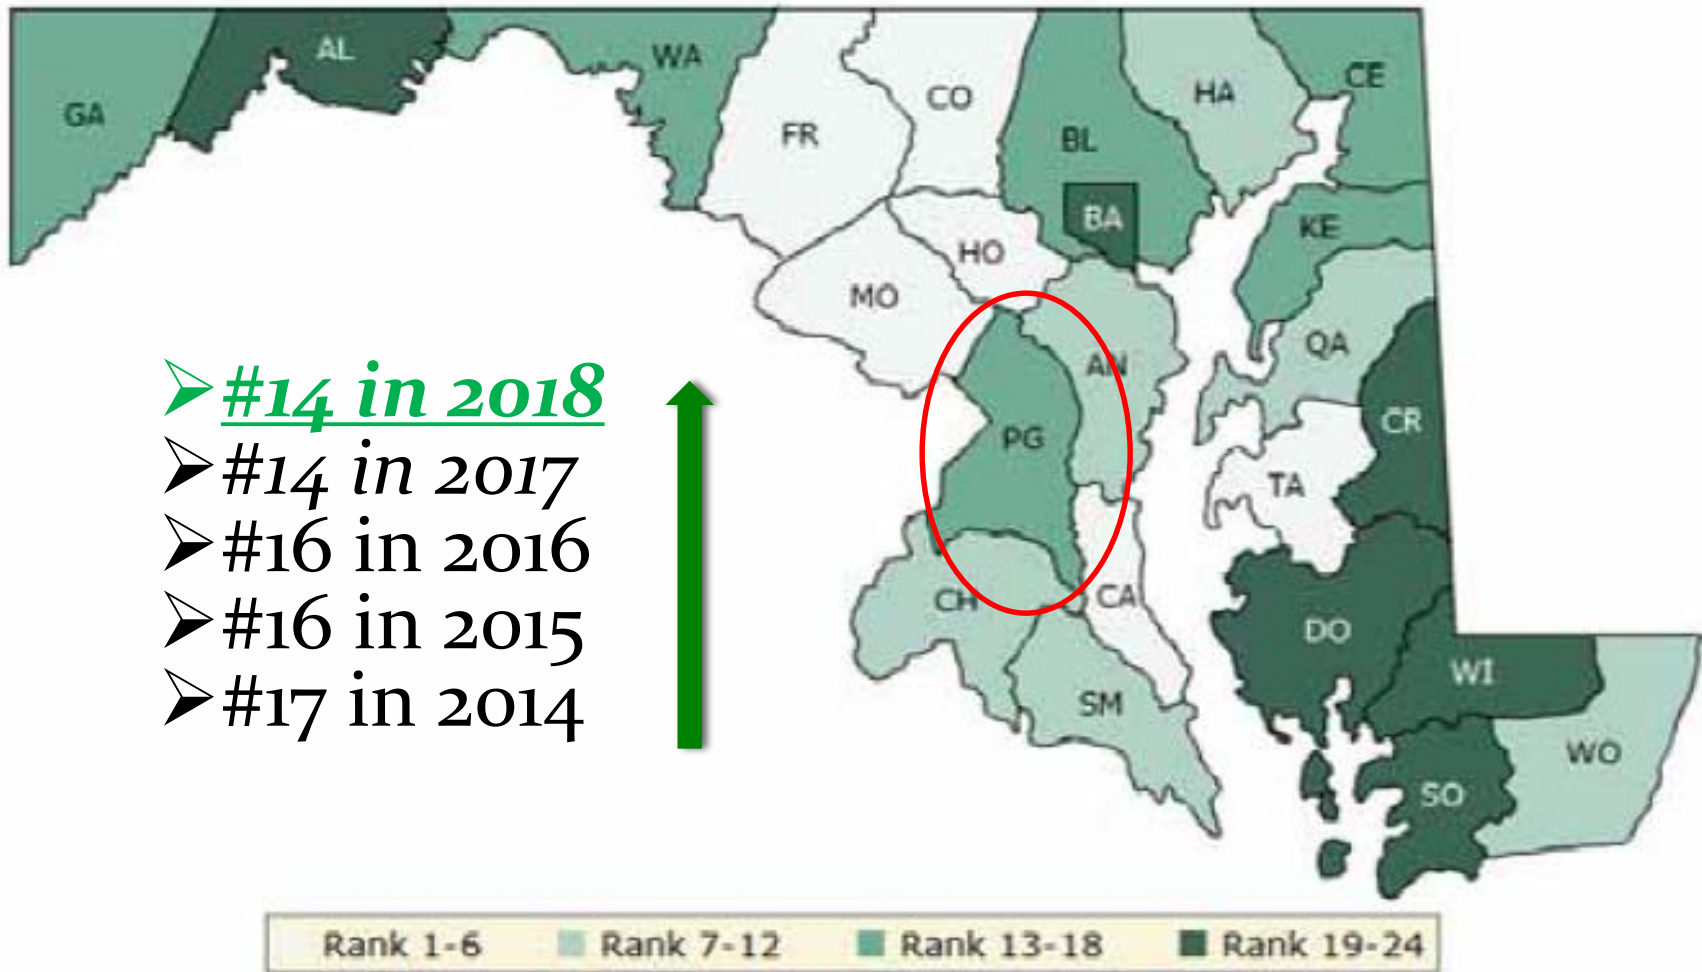 AL
WA
CE
GA
CO
HA
FR
BL
BA
KE
HO
MO
QA
AN
➢#14 in 2018
➢#14 in 2017
➢#16 in 2016
➢#16 in 2015
➢#17 in 2014
PG
CR
TA
CH
CA
DO
WI
SM
WO
SO
Rank 1-6 Rank 7-12 Rank 13-18 Rank 19-24